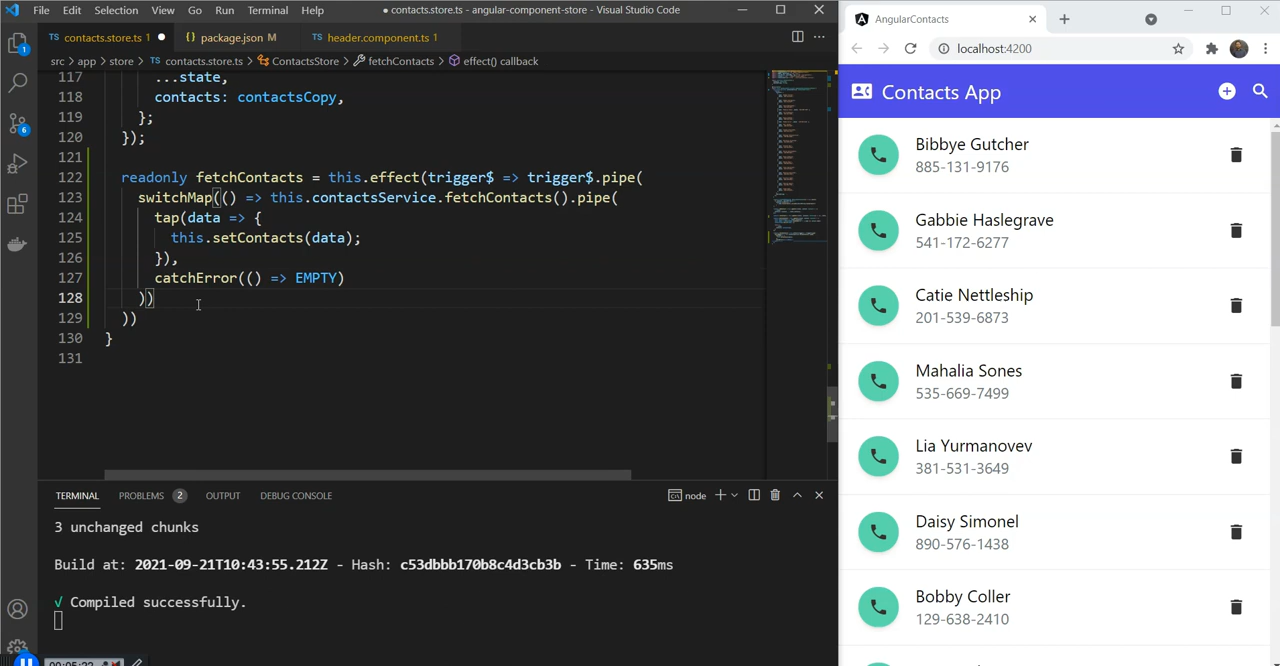 File Edit Selection View Go Run Terminal Help
● contacts.store.ts - angular-component-store - Visual Studio Code
TS contacts.store.ts 1 ●
{} package.json M
TS header.component.ts 1
src > app > store > TS contacts.store.ts > ContactsStore > fetchContacts > effect() callback
117 ...state,
118 contacts: contactsCopy,
119 };
120 });
121
122 readonly fetchContacts = this.effect(trigger$ => trigger$.pipe(
123 switchMap(() => this.contactsService.fetchContacts().pipe(
124 tap(data => {
125 this.setContacts(data);
126 }),
127 catchError(() => EMPTY)
128 ))
129 ))
130 }
131
1
6
TERMINAL PROBLEMS 2 OUTPUT DEBUG CONSOLE
node
3 unchanged chunks
Build at: 2021-09-21T10:43:55.212Z - Hash: c53dbbb170b8c4d3cb3b - Time: 635ms
√ Compiled successfully.
AngularContacts
localhost:4200
Contacts App
Bibbye Gutcher
885-131-9176
Gabbie Haslegrave
541-172-6277
Catie Nettleship
201-539-6873
Mahalia Sones
535-669-7499
Lia Yurmanovev
381-531-3649
Daisy Simonel
890-576-1438
Bobby Coller
129-638-2410